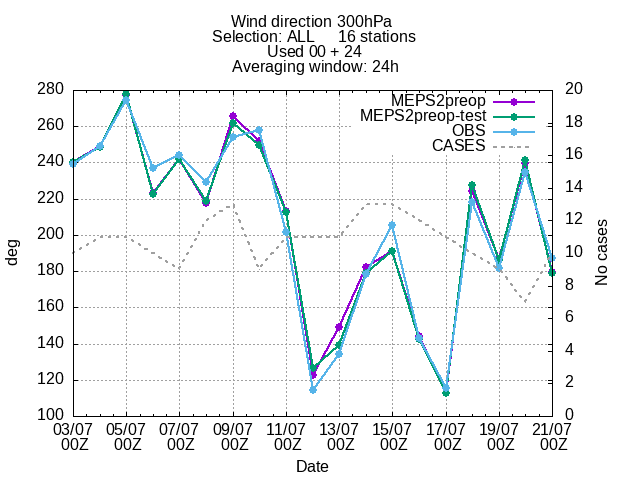 Wind direction 300hPa
Selection: ALL 16 stations
Used 00 + 24
Averaging window: 24h
MEPS2preop
MEPS2preop-test
OBS
CASES
280
260
240
220
200
180
160
140
120
100
20
18
16
14
12
10
8
6
4
2
0
deg
No cases
03/07 05/07 07/07 09/07 11/07 13/07 15/07 17/07 19/07 21/07
00Z 00Z 00Z 00Z 00Z 00Z 00Z 00Z 00Z 00Z
Date